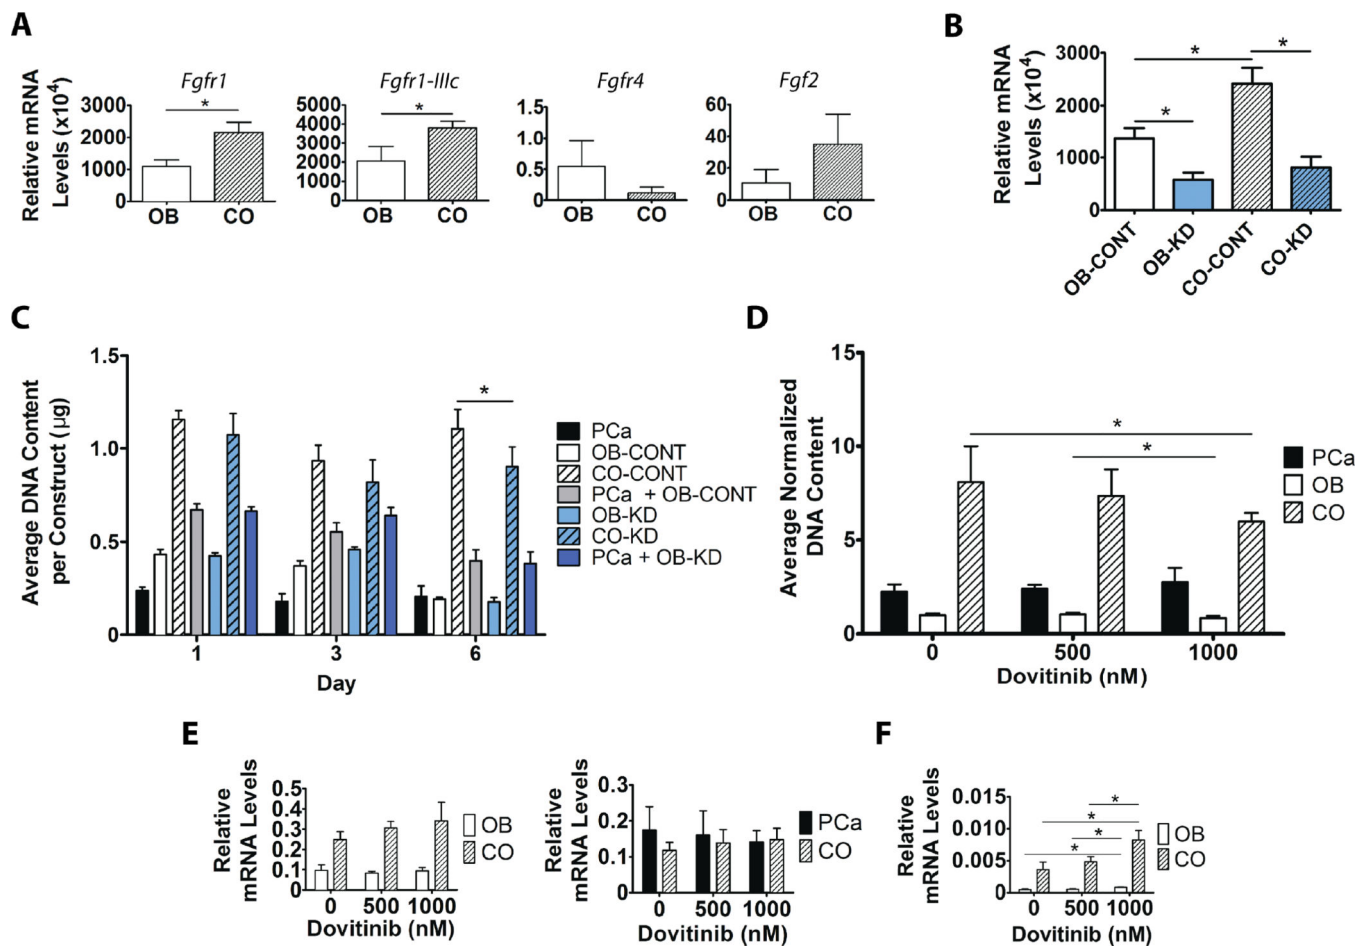 A
Relative mRNA
Levels (x10⁴)
Fgfr1
3000
2000
1000
0
*
OB
CO
Fgfr1-IIIc
5000
4000
3000
2000
1000
0
*
OB
CO
Fgfr4
1.5
1.0
0.5
0
OB
CO
Fgf2
60
40
20
0
OB
CO
B
Relative mRNA
Levels (x10⁴)
3000
2000
1000
0
*
*
*
OB-CONT
OB-KD
CO-CONT
CO-KD
C
Average DNA Content
per Construct (µg)
1.5
1.0
0.5
0
*
1
3
6
Day
PCa
OB-CONT
CO-CONT
PCa + OB-CONT
OB-KD
CO-KD
PCa + OB-KD
D
Average Normalized
DNA Content
15
10
5
0
*
*
0
500
1000
Dovitinib (nM)
PCa
OB
CO
E
Relative
mRNA Levels
0.5
0.4
0.3
0.2
0.1
0
0
500
1000
Dovitinib (nM)
OB
CO
Relative
mRNA Levels
0.3
0.2
0.1
0.0
0
500
1000
Dovitinib (nM)
PCa
CO
F
Relative
mRNA Levels
0.015
0.010
0.005
0
*
*
*
*
0
500
1000
Dovitinib (nM)
OB
CO